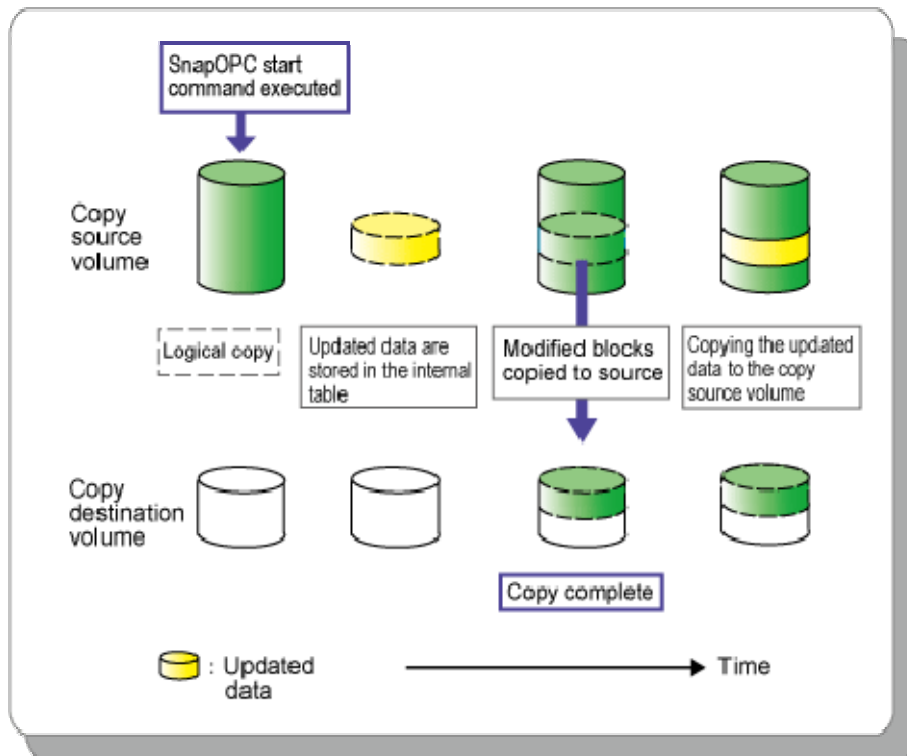 SnapOPC start
command executed
Copy
source
volume
Logical copy
Updated data are
stored in the internal
table
Modified blocks
copied to source
Copying the updated
data to the copy
source volume
Copy
destination
volume
Copy complete
: Updated
data
Time